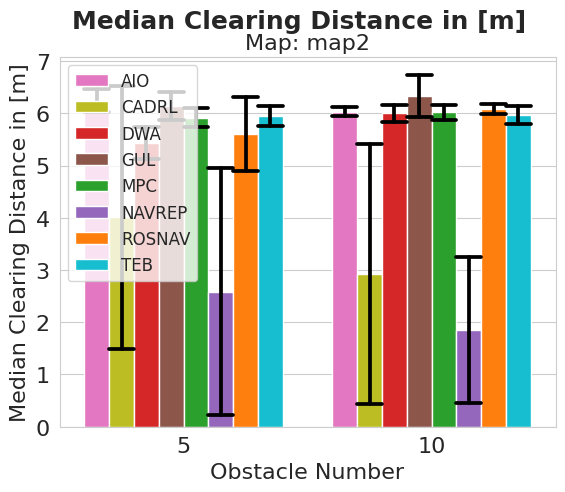 Median Clearing Distance in [m]
Map: map2
Median Clearing Distance in [m]
7
6
5
4
3
2
1
0
AIO
CADRL
DWA
GUL
MPC
NAVREP
ROSNAV
TEB
5
10
Obstacle Number